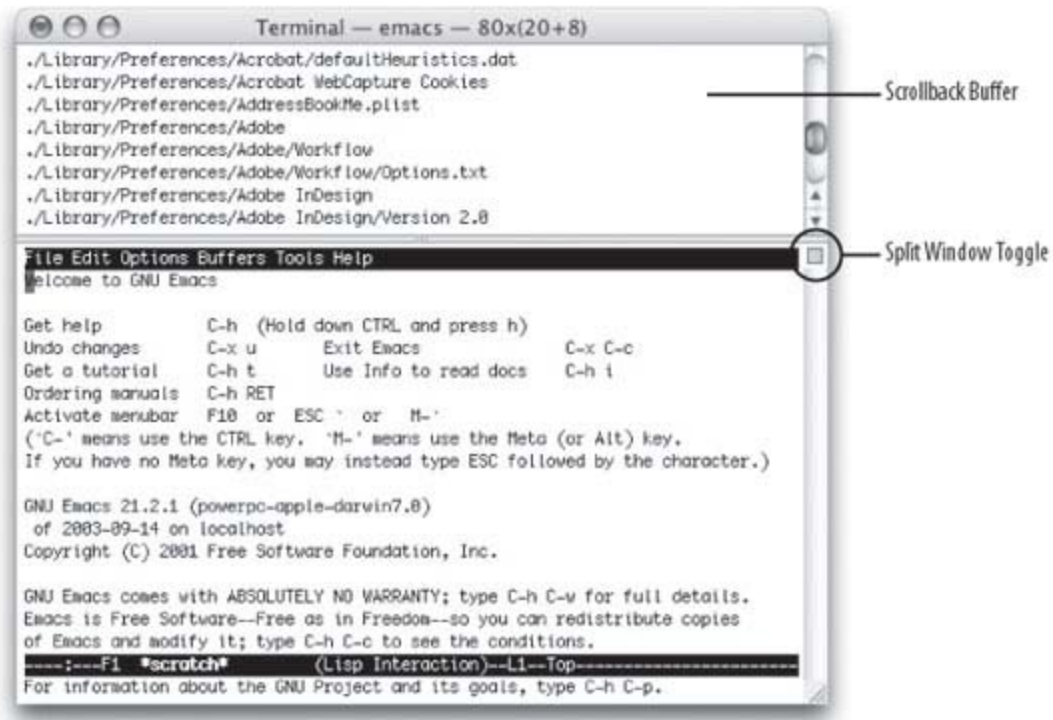 Terminal — emacs — 80x(20+8)
./Library/Preferences/Acrobat/defaultHeuristics.dat
./Library/Preferences/Acrobat WebCapture Cookies
./Library/Preferences/AddressBookMe.plist
./Library/Preferences/Adobe
./Library/Preferences/Adobe/Workflow
./Library/Preferences/Adobe/Workflow/Options.txt
./Library/Preferences/Adobe InDesign
./Library/Preferences/Adobe InDesign/Version 2.0
Scrollback Buffer
Split Window Toggle
File Edit Options Buffers Tools Help
Welcome to GNU Emacs
Get help C-h (Hold down CTRL and press h)
Undo changes C-x u Exit Emacs C-x C-c
Get a tutorial C-h t Use Info to read docs C-h i
Ordering manuals C-h RET
Activate menubar F10 or ESC ` or M-`
(`C-' means use the CTRL key. `M-' means use the Meta (or Alt) key.
If you have no Meta key, you may instead type ESC followed by the character.)
GNU Emacs 21.2.1 (powerpc-apple-darwin7.0)
of 2003-09-14 on localhost
Copyright (C) 2001 Free Software Foundation, Inc.
GNU Emacs comes with ABSOLUTELY NO WARRANTY; type C-h C-w for full details.
Emacs is Free Software--Free as in Freedom--so you can redistribute copies
of Emacs and modify it; type C-h C-c to see the conditions.
----:---F1 *scratch* (Lisp Interaction)--L1--Top------------------------
For information about the GNU Project and its goals, type C-h C-p.